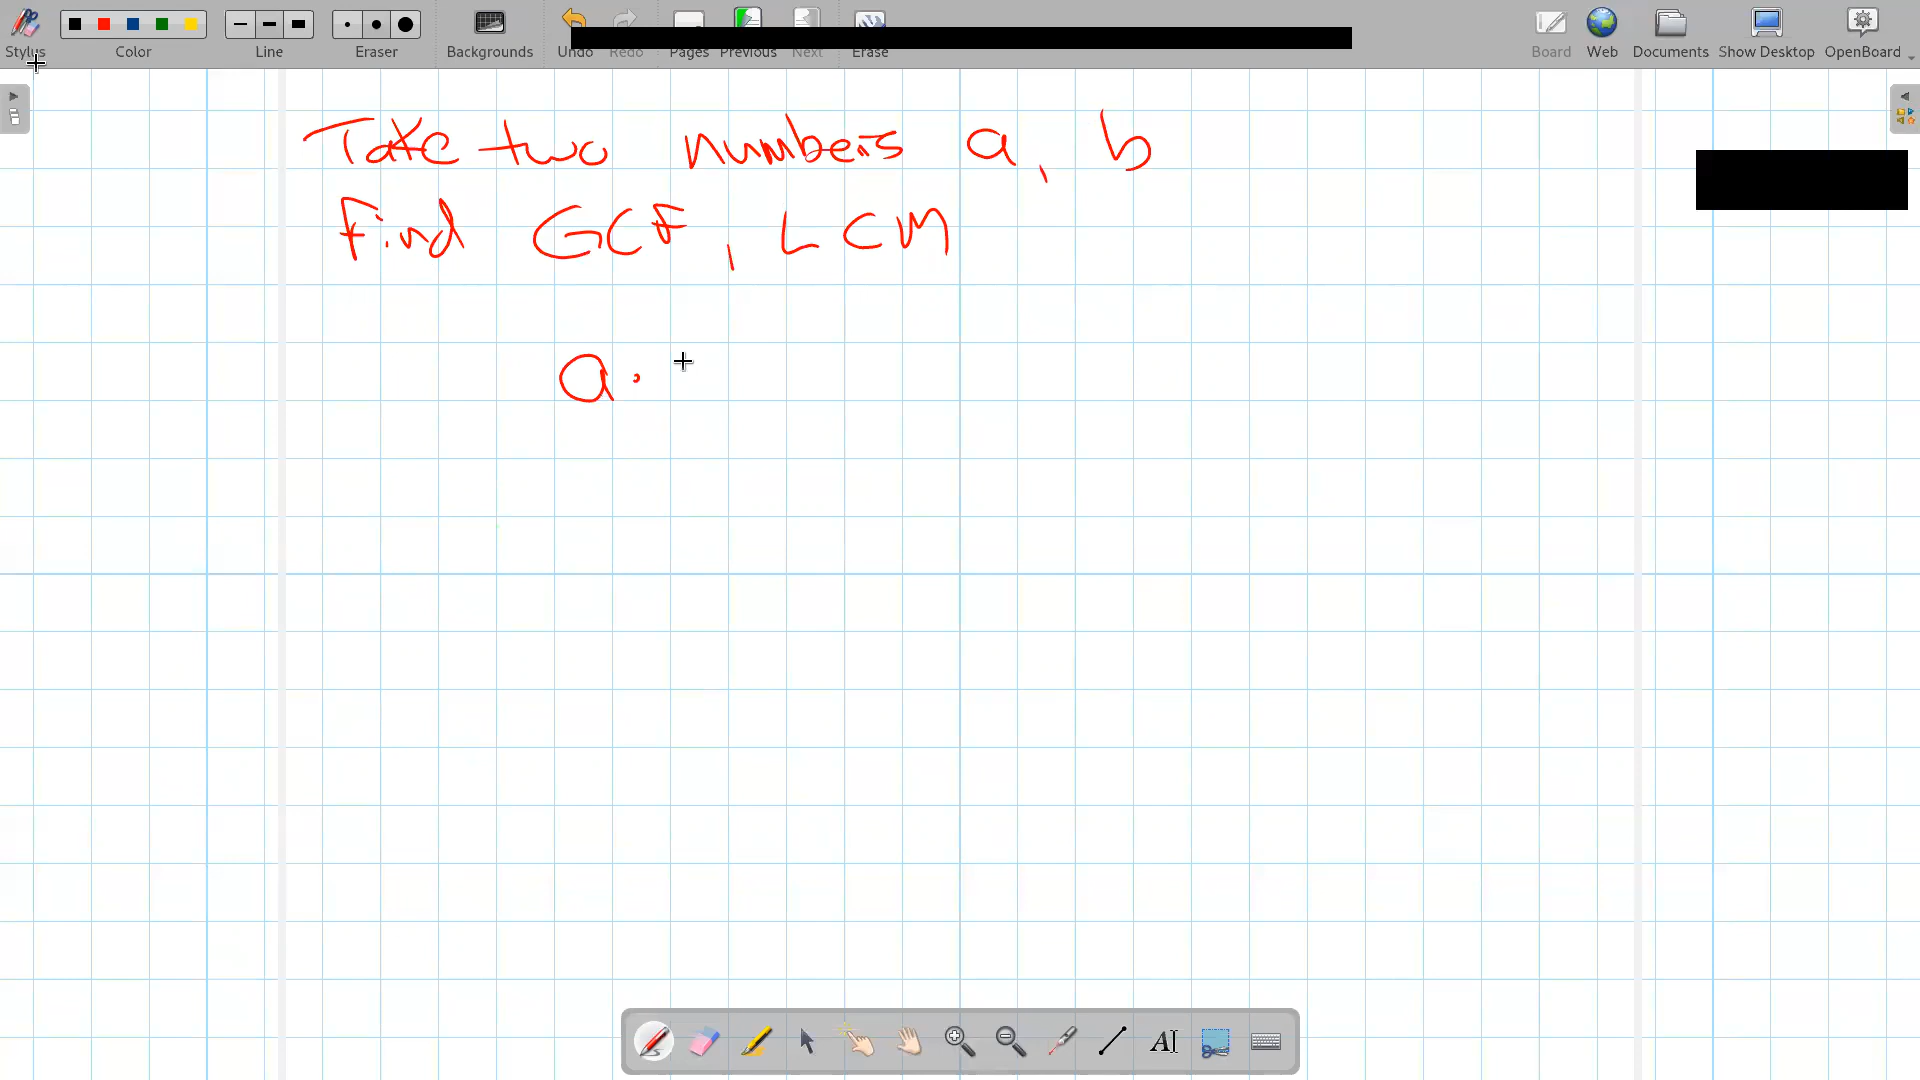 Stylus Color Line Eraser Backgrounds Undo Redo Pages Previous Next Erase Board Web Documents Show Desktop OpenBoard
Take two numbers a, b
Find GCF, LCM
a ·